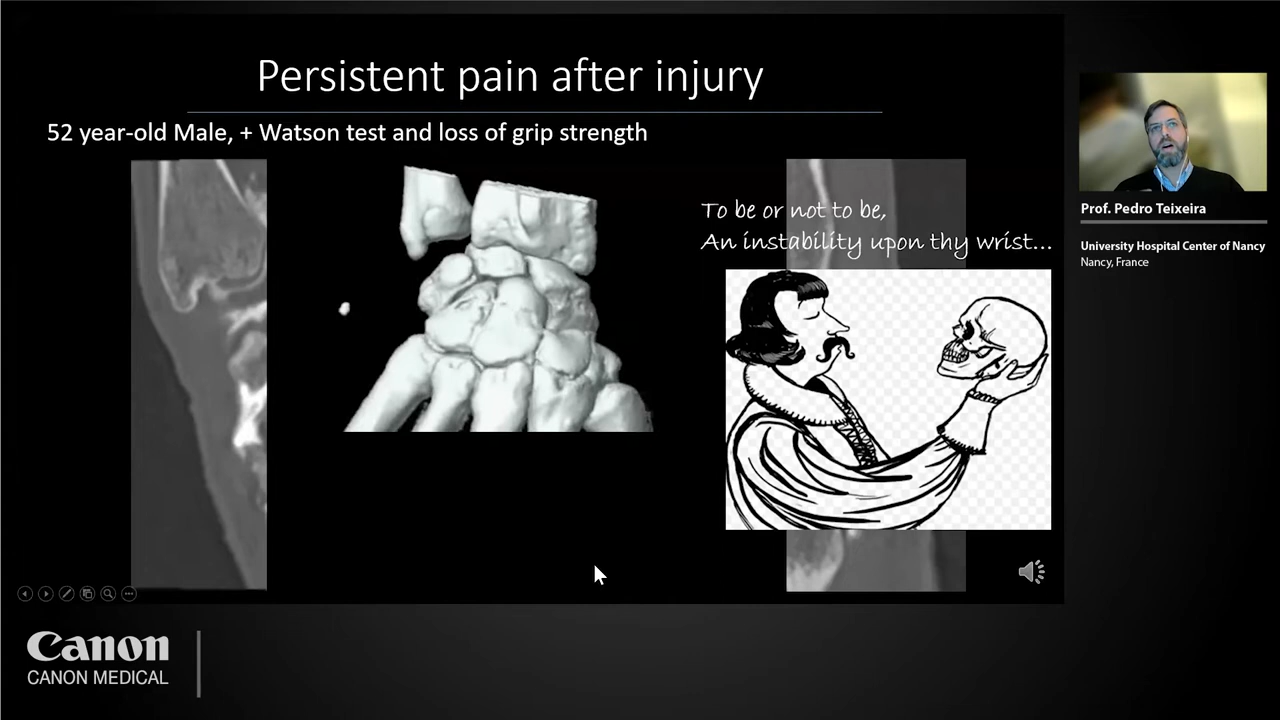 Persistent pain after injury
52 year-old Male, + Watson test and loss of grip strength
To be or not to be,
An instability upon thy wrist...
Prof. Pedro Teixeira
University Hospital Center of Nancy
Nancy, France
Canon
CANON MEDICAL